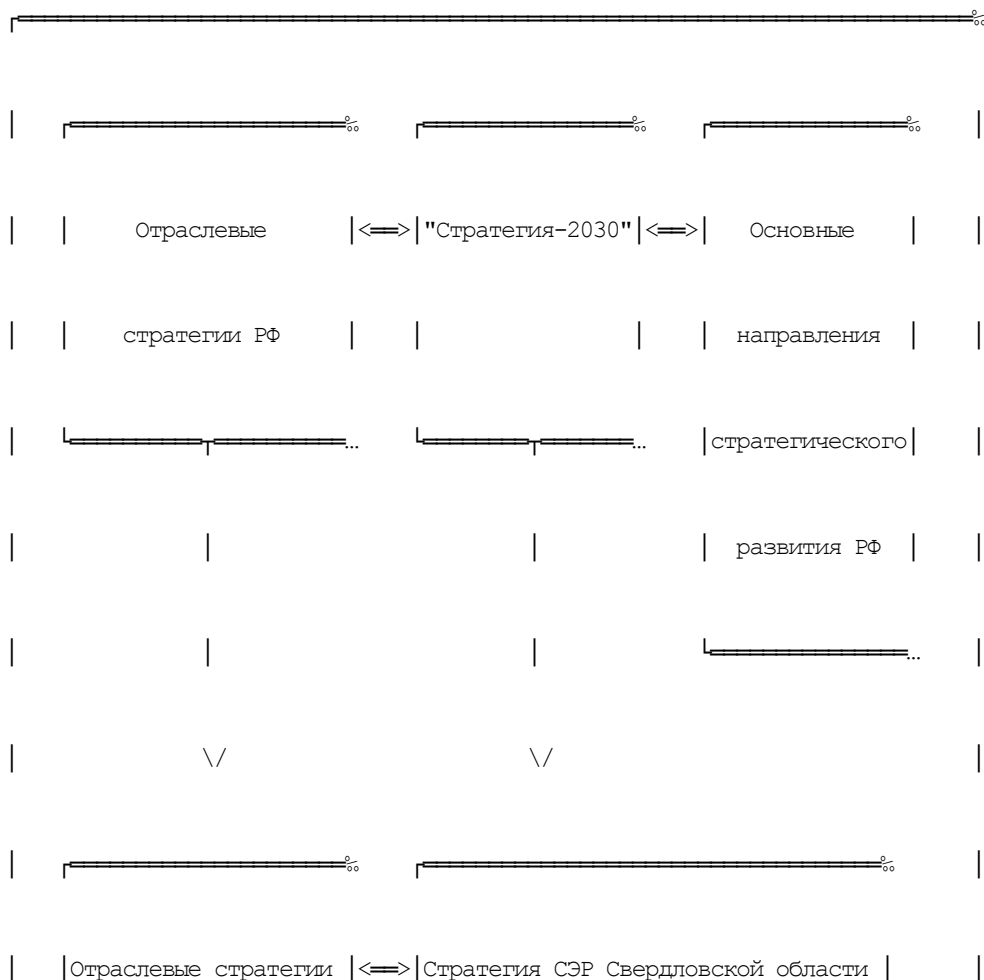 Отраслевые "Стратегия-2030" Основные
стратегии РФ направления
стратегического
развития РФ
Отраслевые стратегии Стратегия СЭР Свердловской области